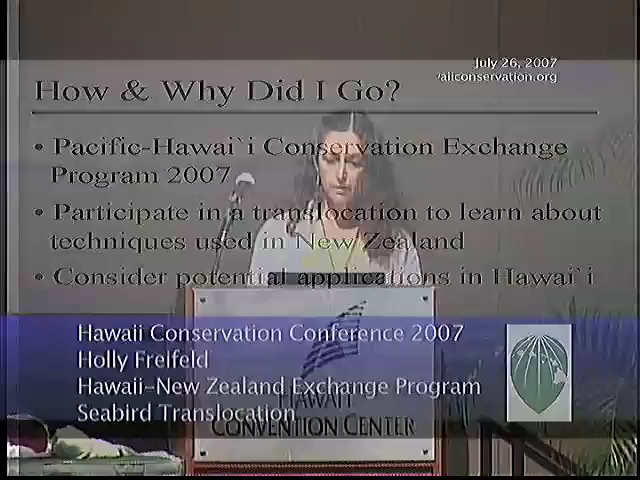 July 26, 2007
aiiconservation.org
How & Why Did I Go?
• Pacific-Hawai`i Conservation Exchange
Program 2007
• Participate in a translocation to learn about
techniques used in New Zealand
• Consider potential applications in Hawai`i
Hawaii Conservation Conference 2007
Holly Freifeld
Hawaii-New Zealand Exchange Program
Seabird Translocation
HAWAII
CONVENTION CENTER